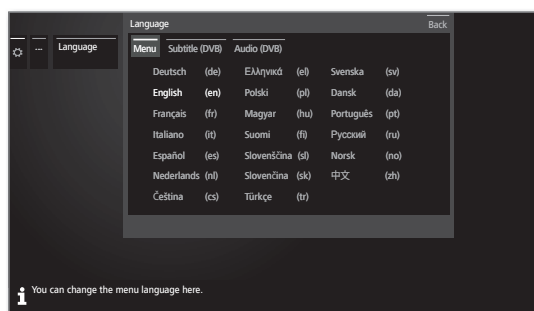 Language Back
... Language
Menu Subtitle (DVB) Audio (DVB)
Deutsch (de) Ελληνικά (el) Svenska (sv)
English (en) Polski (pl) Dansk (da)
Français (fr) Magyar (hu) Português (pt)
Italiano (it) Suomi (fi) Русский (ru)
Español (es) Slovenščina (sl) Norsk (no)
Nederlands (nl) Slovenčina (sk) 中文 (zh)
Čeština (cs) Türkçe (tr)
i You can change the menu language here.